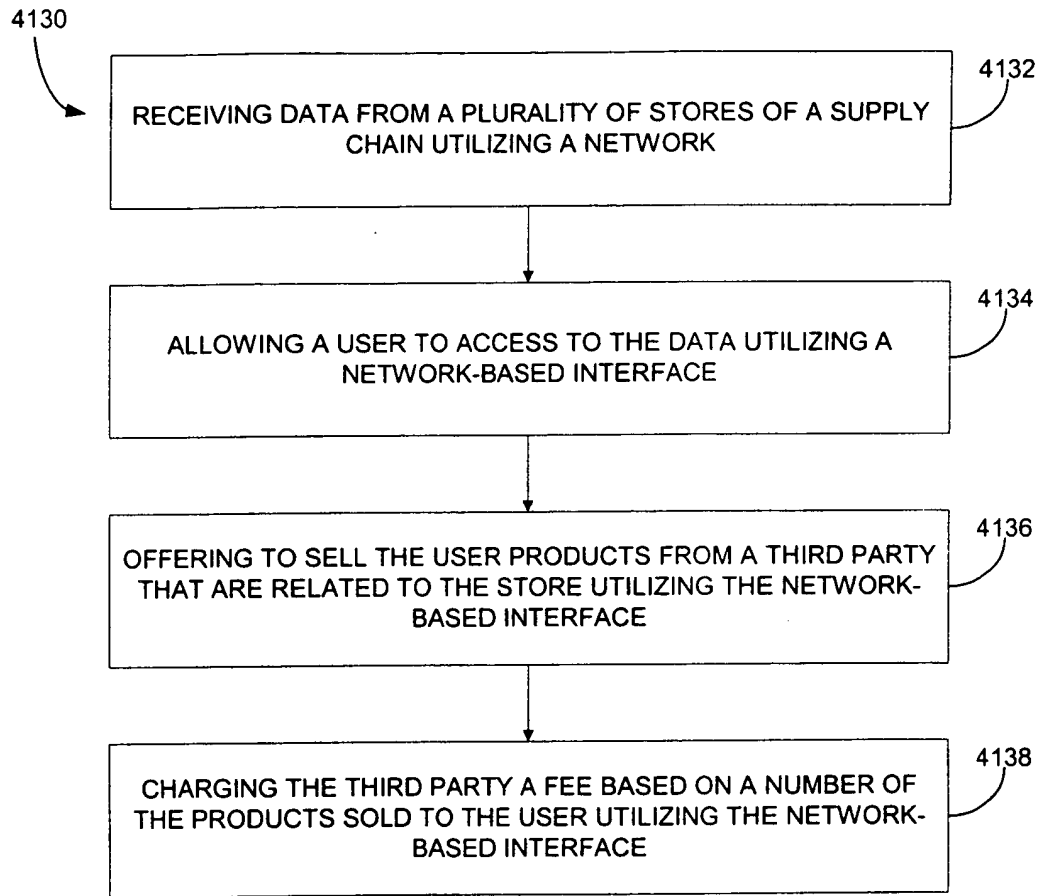 4130
4132
RECEIVING DATA FROM A PLURALITY OF STORES OF A SUPPLY
CHAIN UTILIZING A NETWORK
4134
ALLOWING A USER TO ACCESS TO THE DATA UTILIZING A
NETWORK-BASED INTERFACE
4136
OFFERING TO SELL THE USER PRODUCTS FROM A THIRD PARTY
THAT ARE RELATED TO THE STORE UTILIZING THE NETWORK-
BASED INTERFACE
4138
CHARGING THE THIRD PARTY A FEE BASED ON A NUMBER OF
THE PRODUCTS SOLD TO THE USER UTILIZING THE NETWORK-
BASED INTERFACE